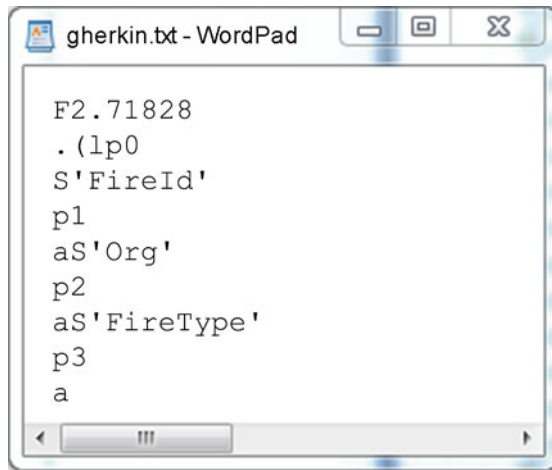 gherkin.txt - WordPad
F2.71828
.(lp0
S'FireId'
p1
aS'Org'
p2
aS'FireType'
p3
a